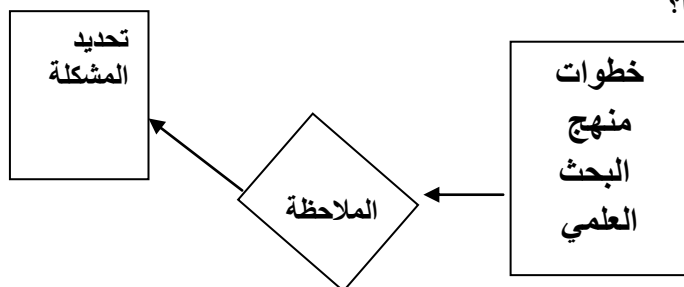 ا؟
خطوات
منهج
البحث
العلمي
الملاحظة
تحديد
المشكلة